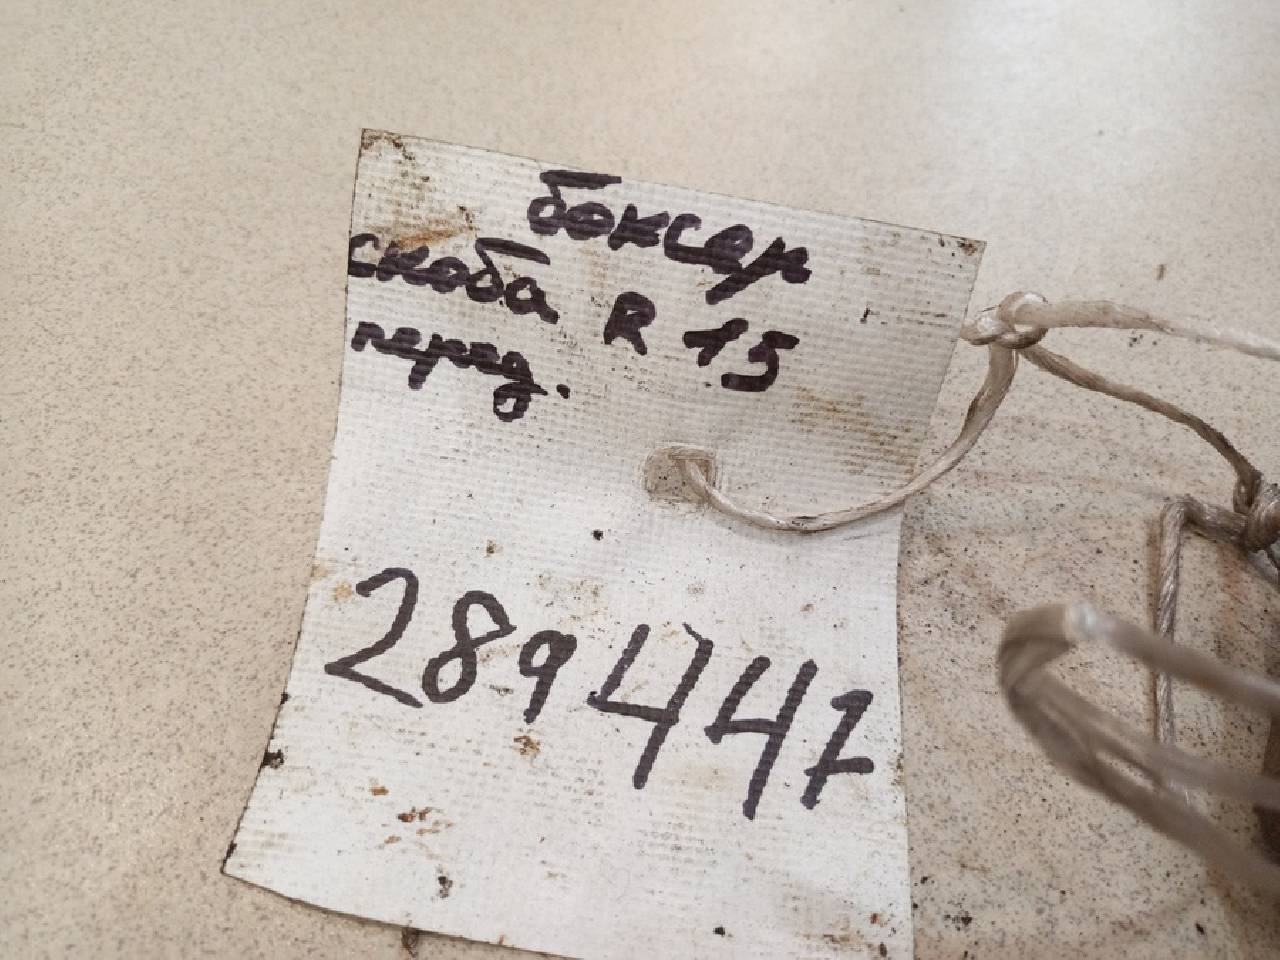 боксер
скоба R 15
перед.
289447